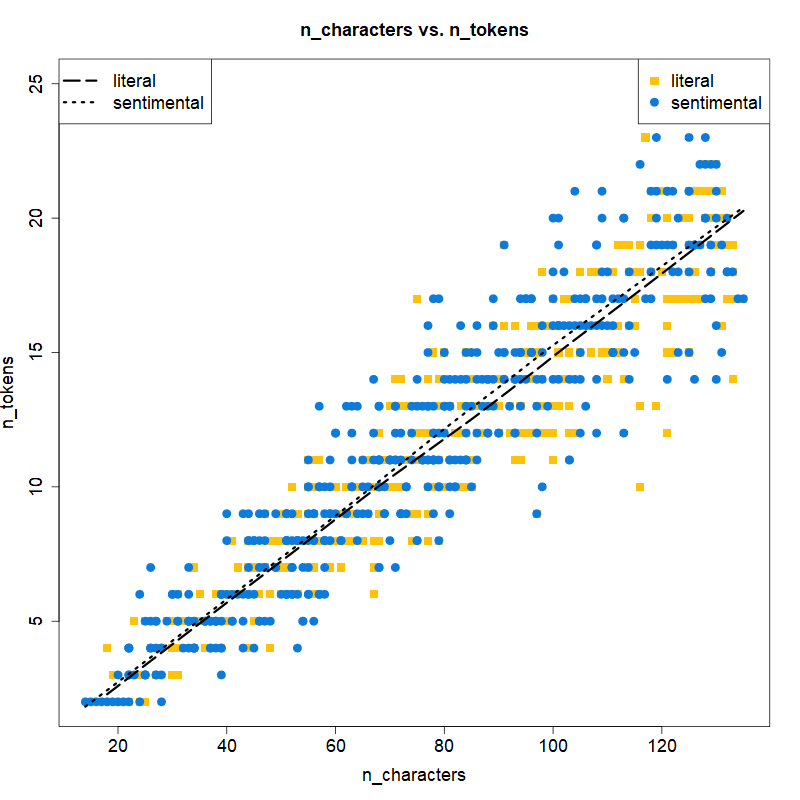 n_characters vs. n_tokens
literal
sentimental
literal
sentimental
n_tokens
25
20
15
10
5
20
40
60
80
100
120
n_characters